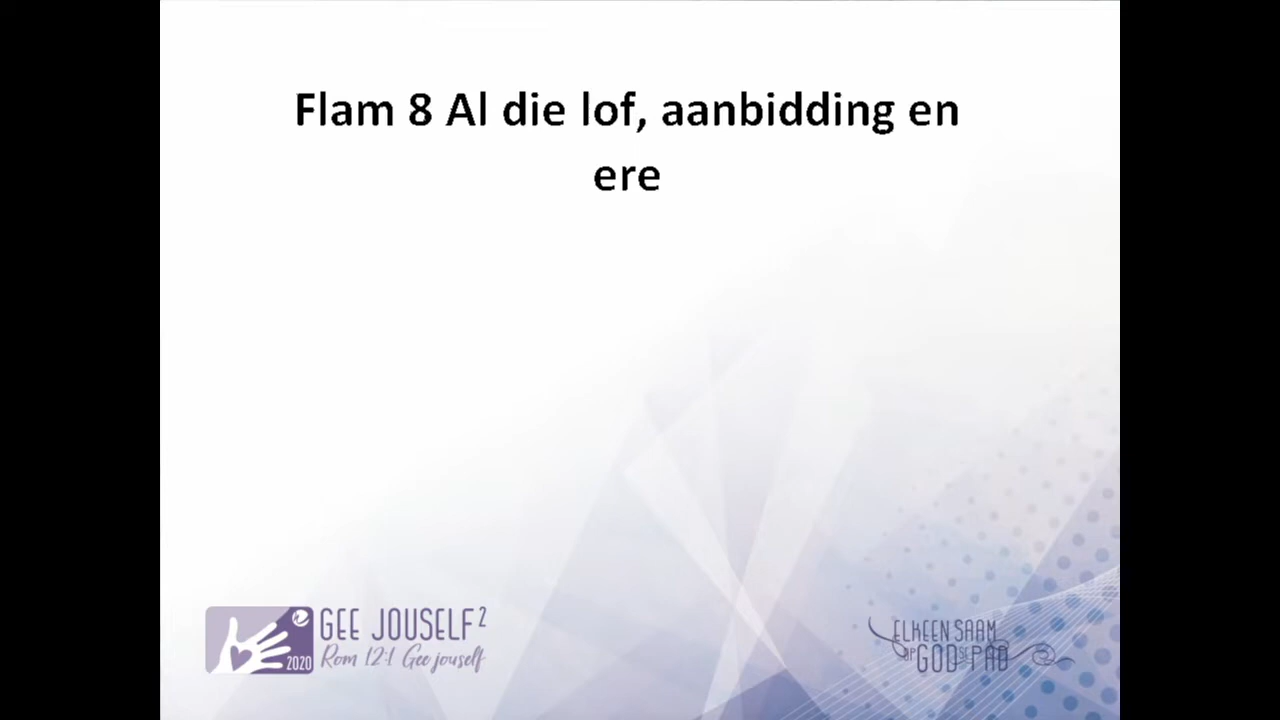 Flam 8 Al die lof, aanbidding en
ere
GEE JOUSELF²
Rom 12:1 Gee jouself
2020
ELKEEN SAAM
OP GOD SE PAD